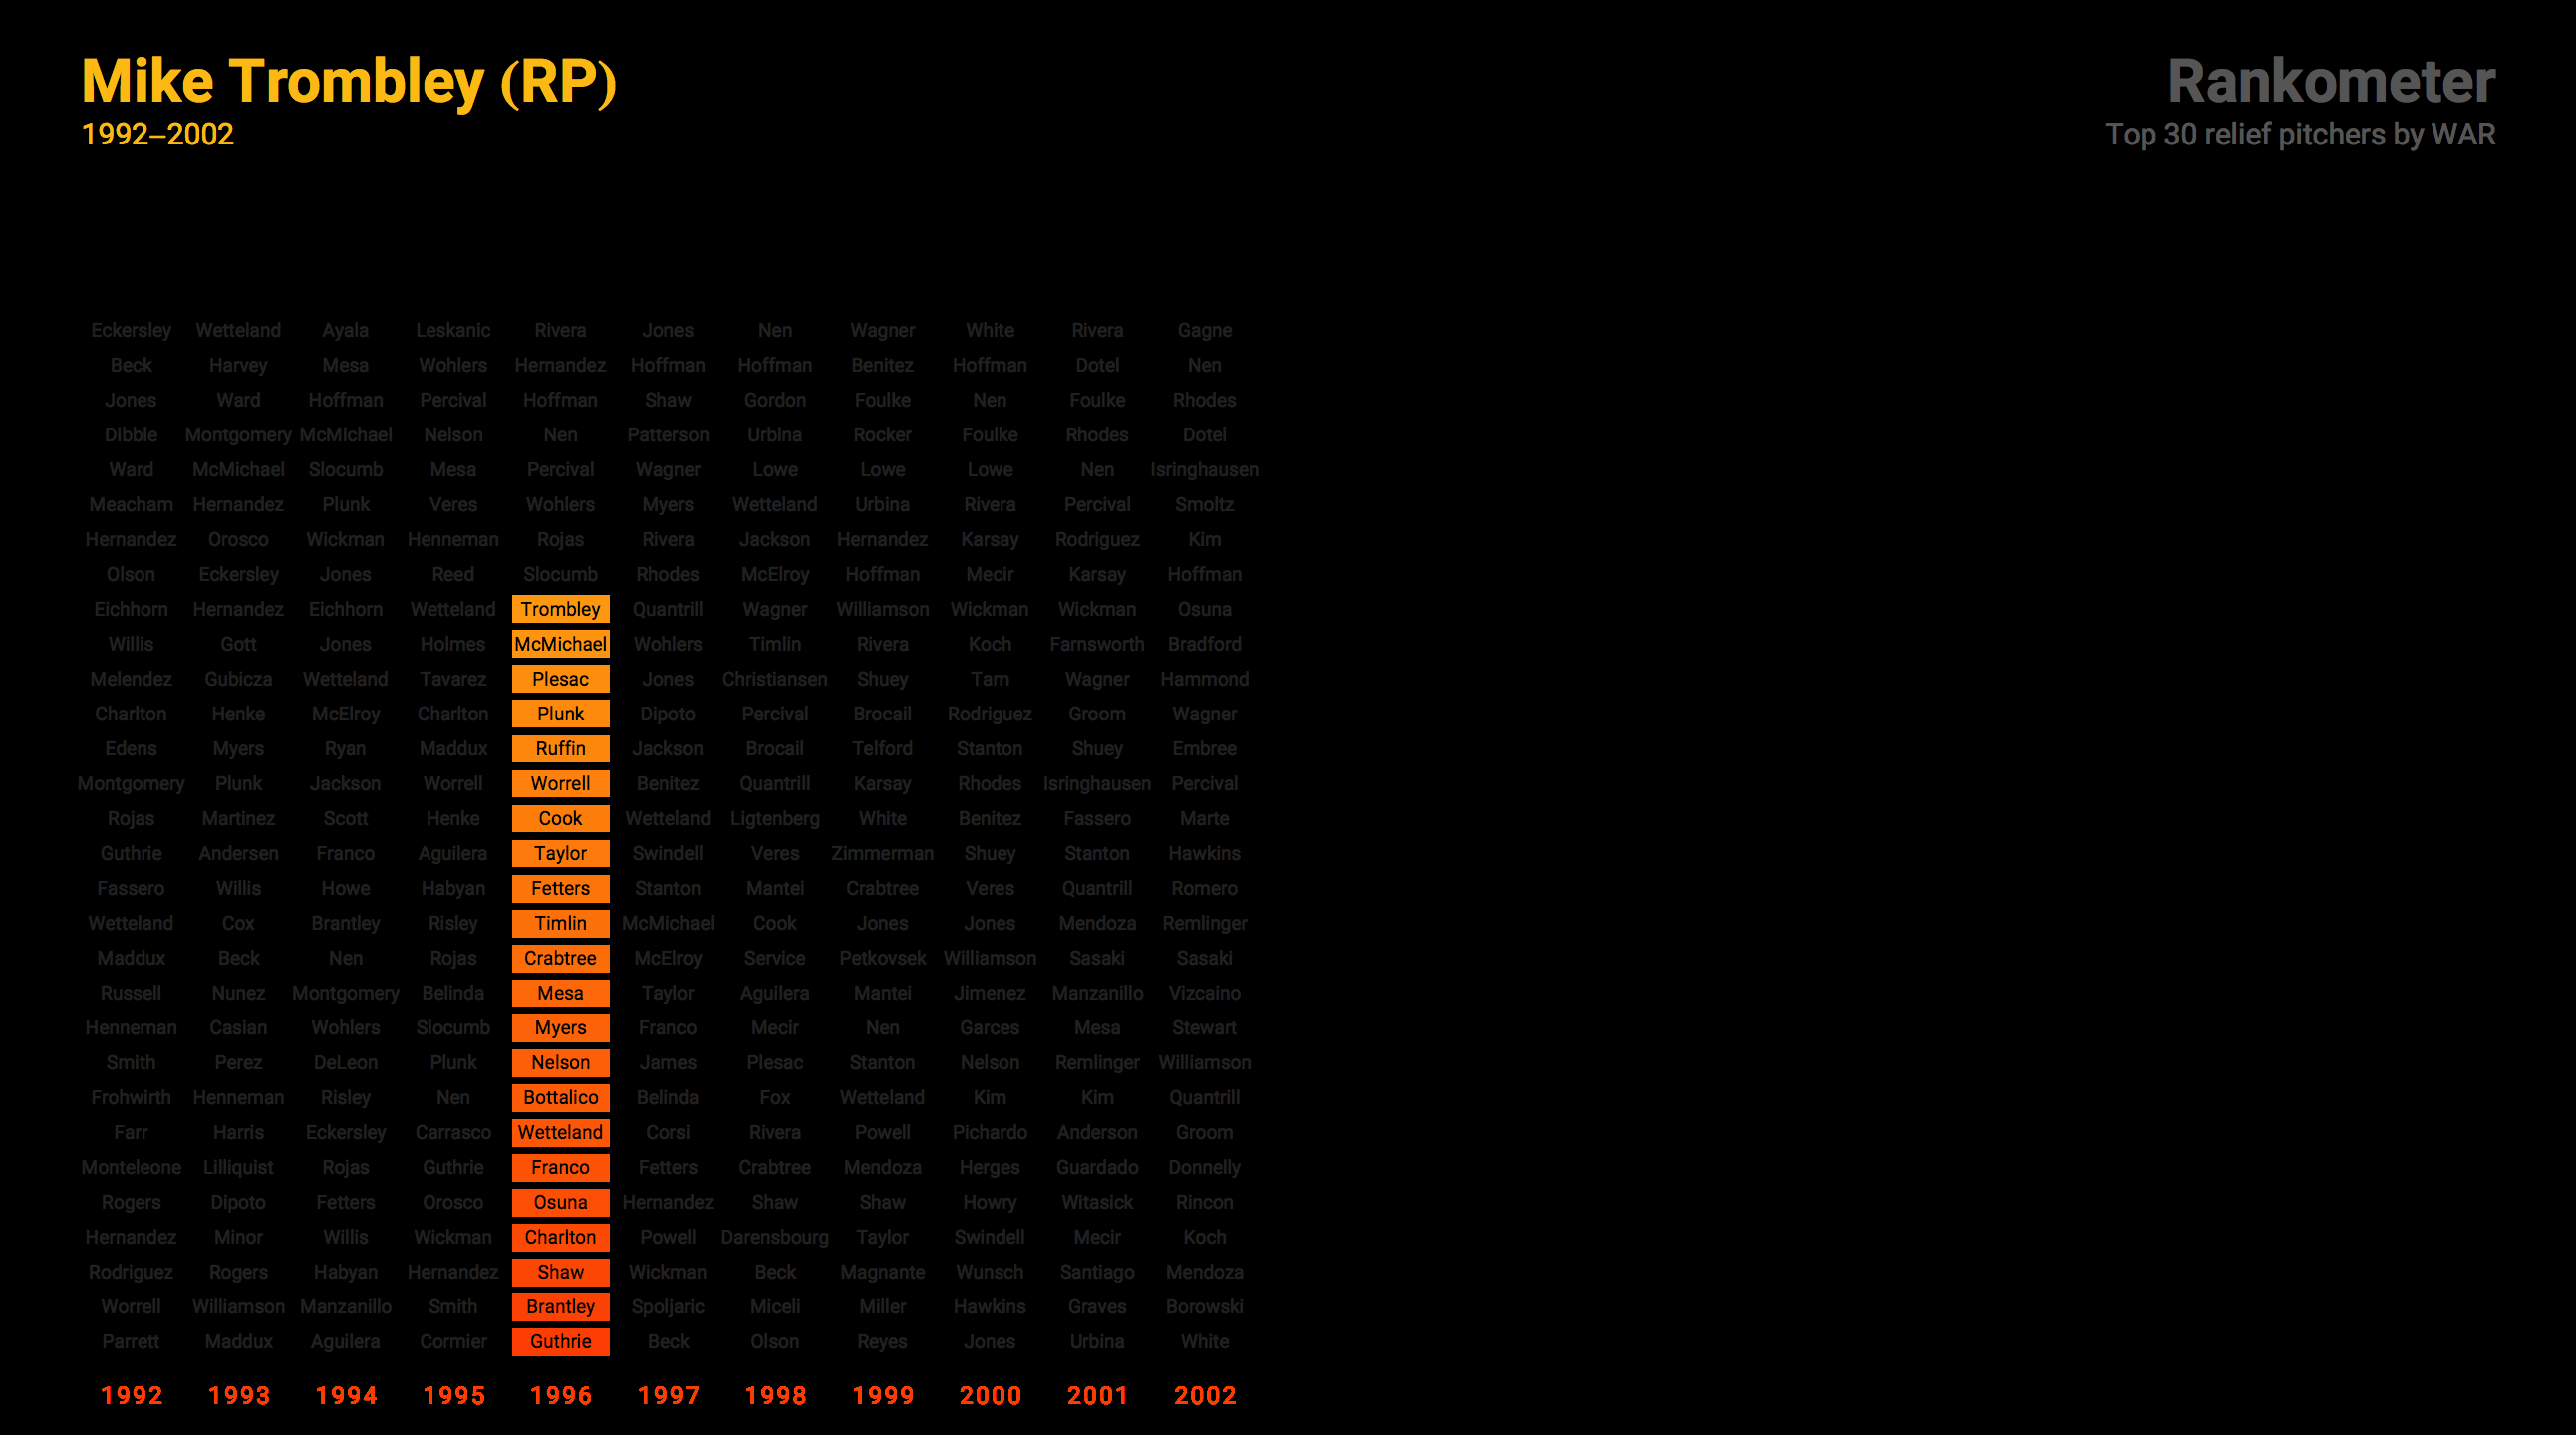 Mike Trombley (RP)
1992–2002
Rankometer
Top 30 relief pitchers by WAR
Eckersley Wetteland Ayala Leskanic Rivera Jones Nen Wagner White Rivera Gagne
Beck Harvey Mesa Wohlers Hernandez Hoffman Hoffman Benitez Hoffman Dotel Nen
Jones Ward Hoffman Percival Hoffman Shaw Gordon Foulke Nen Foulke Rhodes
Dibble Montgomery McMichael Nelson Nen Patterson Urbina Rocker Foulke Rhodes Dotel
Ward McMichael Slocumb Mesa Percival Wagner Lowe Lowe Lowe Nen Isringhausen
Meacham Hernandez Plunk Veres Wohlers Myers Wetteland Urbina Rivera Percival Smoltz
Hernandez Orosco Wickman Henneman Rojas Rivera Jackson Hernandez Karsay Rodriguez Kim
Olson Eckersley Jones Reed Slocumb Rhodes McElroy Hoffman Mecir Karsay Hoffman
Eichhorn Hernandez Eichhorn Wetteland Trombley Quantrill Wagner Williamson Wickman Wickman Osuna
Willis Gott Jones Holmes McMichael Wohlers Timlin Rivera Koch Farnsworth Bradford
Melendez Gubicza Wetteland Tavarez Plesac Jones Christiansen Shuey Tam Wagner Hammond
Charlton Henke McElroy Charlton Plunk Dipoto Percival Brocail Rodriguez Groom Wagner
Edens Myers Ryan Maddux Ruffin Jackson Brocail Telford Stanton Shuey Embree
Montgomery Plunk Jackson Worrell Worrell Benitez Quantrill Karsay Rhodes Isringhausen Percival
Rojas Martinez Scott Henke Cook Wetteland Ligtenberg White Benitez Fassero Marte
Guthrie Andersen Franco Aguilera Taylor Swindell Veres Zimmerman Shuey Stanton Hawkins
Fassero Willis Howe Habyan Fetters Stanton Mantei Crabtree Veres Quantrill Romero
Wetteland Cox Brantley Risley Timlin McMichael Cook Jones Jones Mendoza Remlinger
Maddux Beck Nen Rojas Crabtree McElroy Service Petkovsek Williamson Sasaki Sasaki
Russell Nunez Montgomery Belinda Mesa Taylor Aguilera Mantei Jimenez Manzanillo Vizcaino
Henneman Casian Wohlers Slocumb Myers Franco Mecir Nen Garces Mesa Stewart
Smith Perez DeLeon Plunk Nelson James Plesac Stanton Nelson Remlinger Williamson
Frohwirth Henneman Risley Nen Bottalico Belinda Fox Wetteland Kim Kim Quantrill
Farr Harris Eckersley Carrasco Wetteland Corsi Rivera Powell Pichardo Anderson Groom
Monteleone Lilliquist Rojas Guthrie Franco Fetters Crabtree Mendoza Herges Guardado Donnelly
Rogers Dipoto Fetters Orosco Osuna Hernandez Shaw Shaw Howry Witasick Rincon
Hernandez Minor Willis Wickman Charlton Powell Darensbourg Taylor Swindell Mecir Koch
Rodriguez Rogers Habyan Hernandez Shaw Wickman Beck Magnante Wunsch Santiago Mendoza
Worrell Williamson Manzanillo Smith Brantley Spoljaric Miceli Miller Hawkins Graves Borowski
Parrett Maddux Aguilera Cormier Guthrie Beck Olson Reyes Jones Urbina White
1992 1993 1994 1995 1996 1997 1998 1999 2000 2001 2002